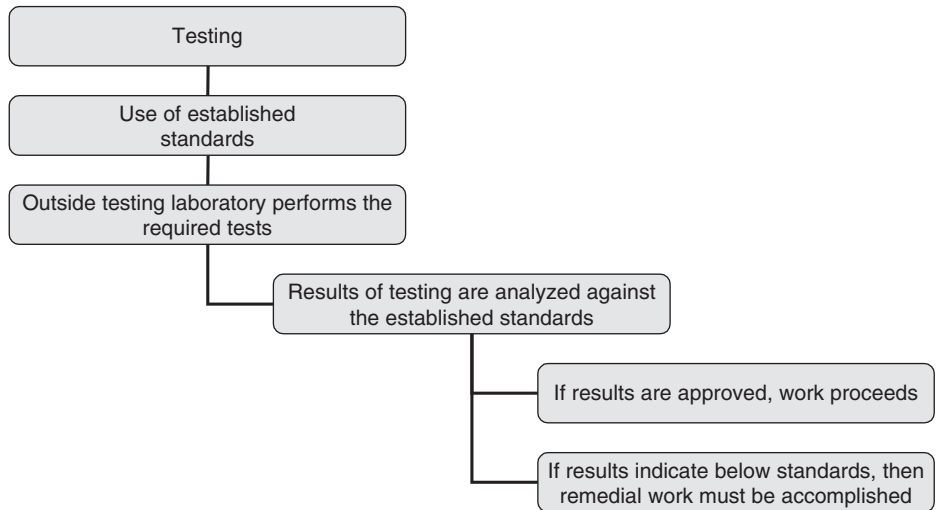 Testing
Use of established
standards
Outside testing laboratory performs the
required tests
Results of testing are analyzed against
the established standards
If results are approved, work proceeds
If results indicate below standards, then
remedial work must be accomplished